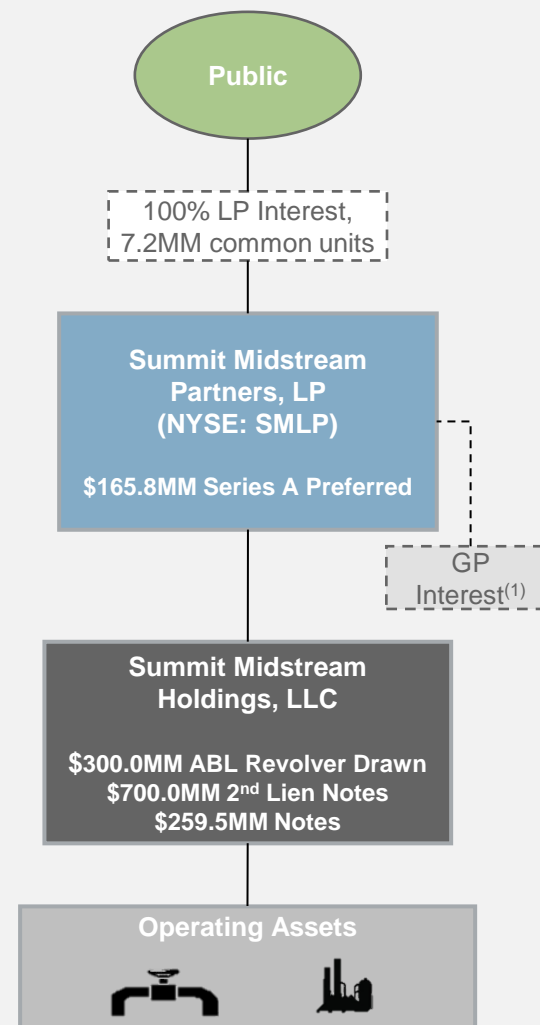 Public
100% LP Interest,
7.2MM common units
Summit Midstream
Partners, LP
(NYSE: SMLP)
$165.8MM Series A Preferred
GP
Interest(1)
Summit Midstream
Holdings, LLC
$300.0MM ABL Revolver Drawn
$700.0MM 2nd Lien Notes
$259.5MM Notes
Operating Assets